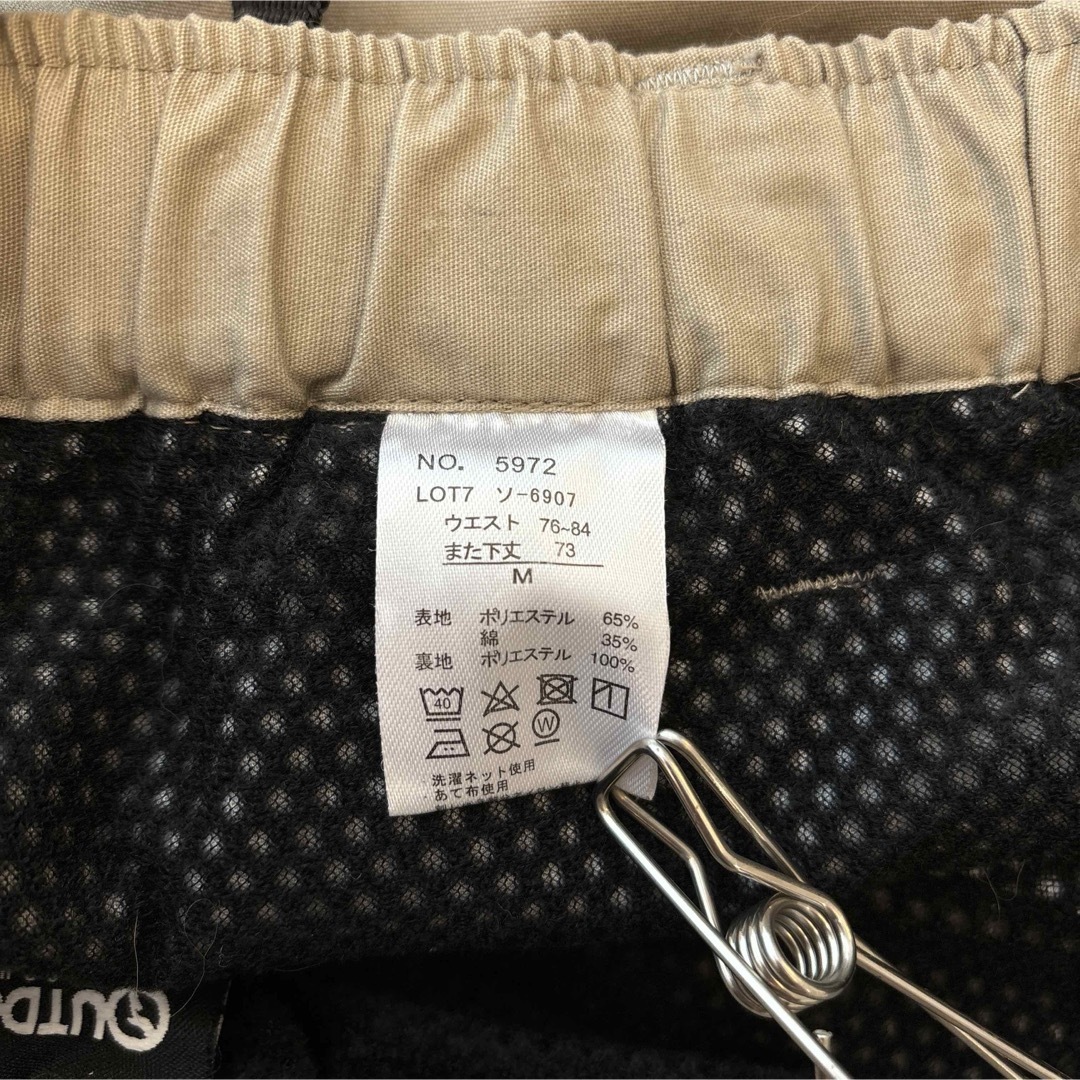 NO. 5972
LOT7 ソ-6907
ウエスト 76~84
また下丈 73
M
表地 ポリエステル 65%
綿 35%
裏地 ポリエステル 100%
40
W
洗濯ネット使用
あて布使用
OUTD